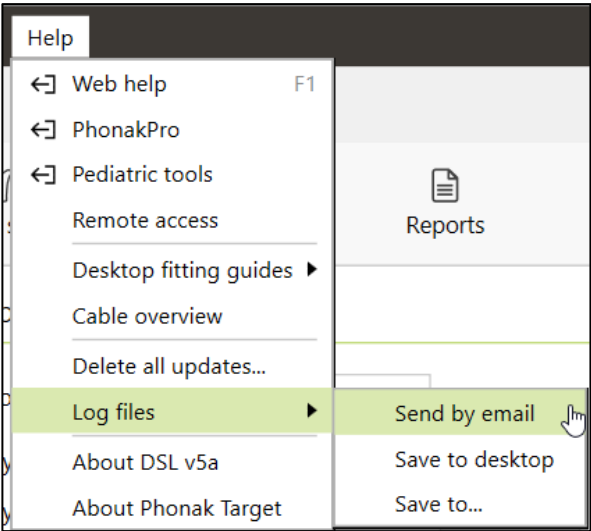 Help
Web help F1
PhonakPro
Pediatric tools
Remote access
Reports
Desktop fitting guides
Cable overview
Delete all updates...
Log files
Send by email
About DSL v5a
Save to desktop
About Phonak Target
Save to...